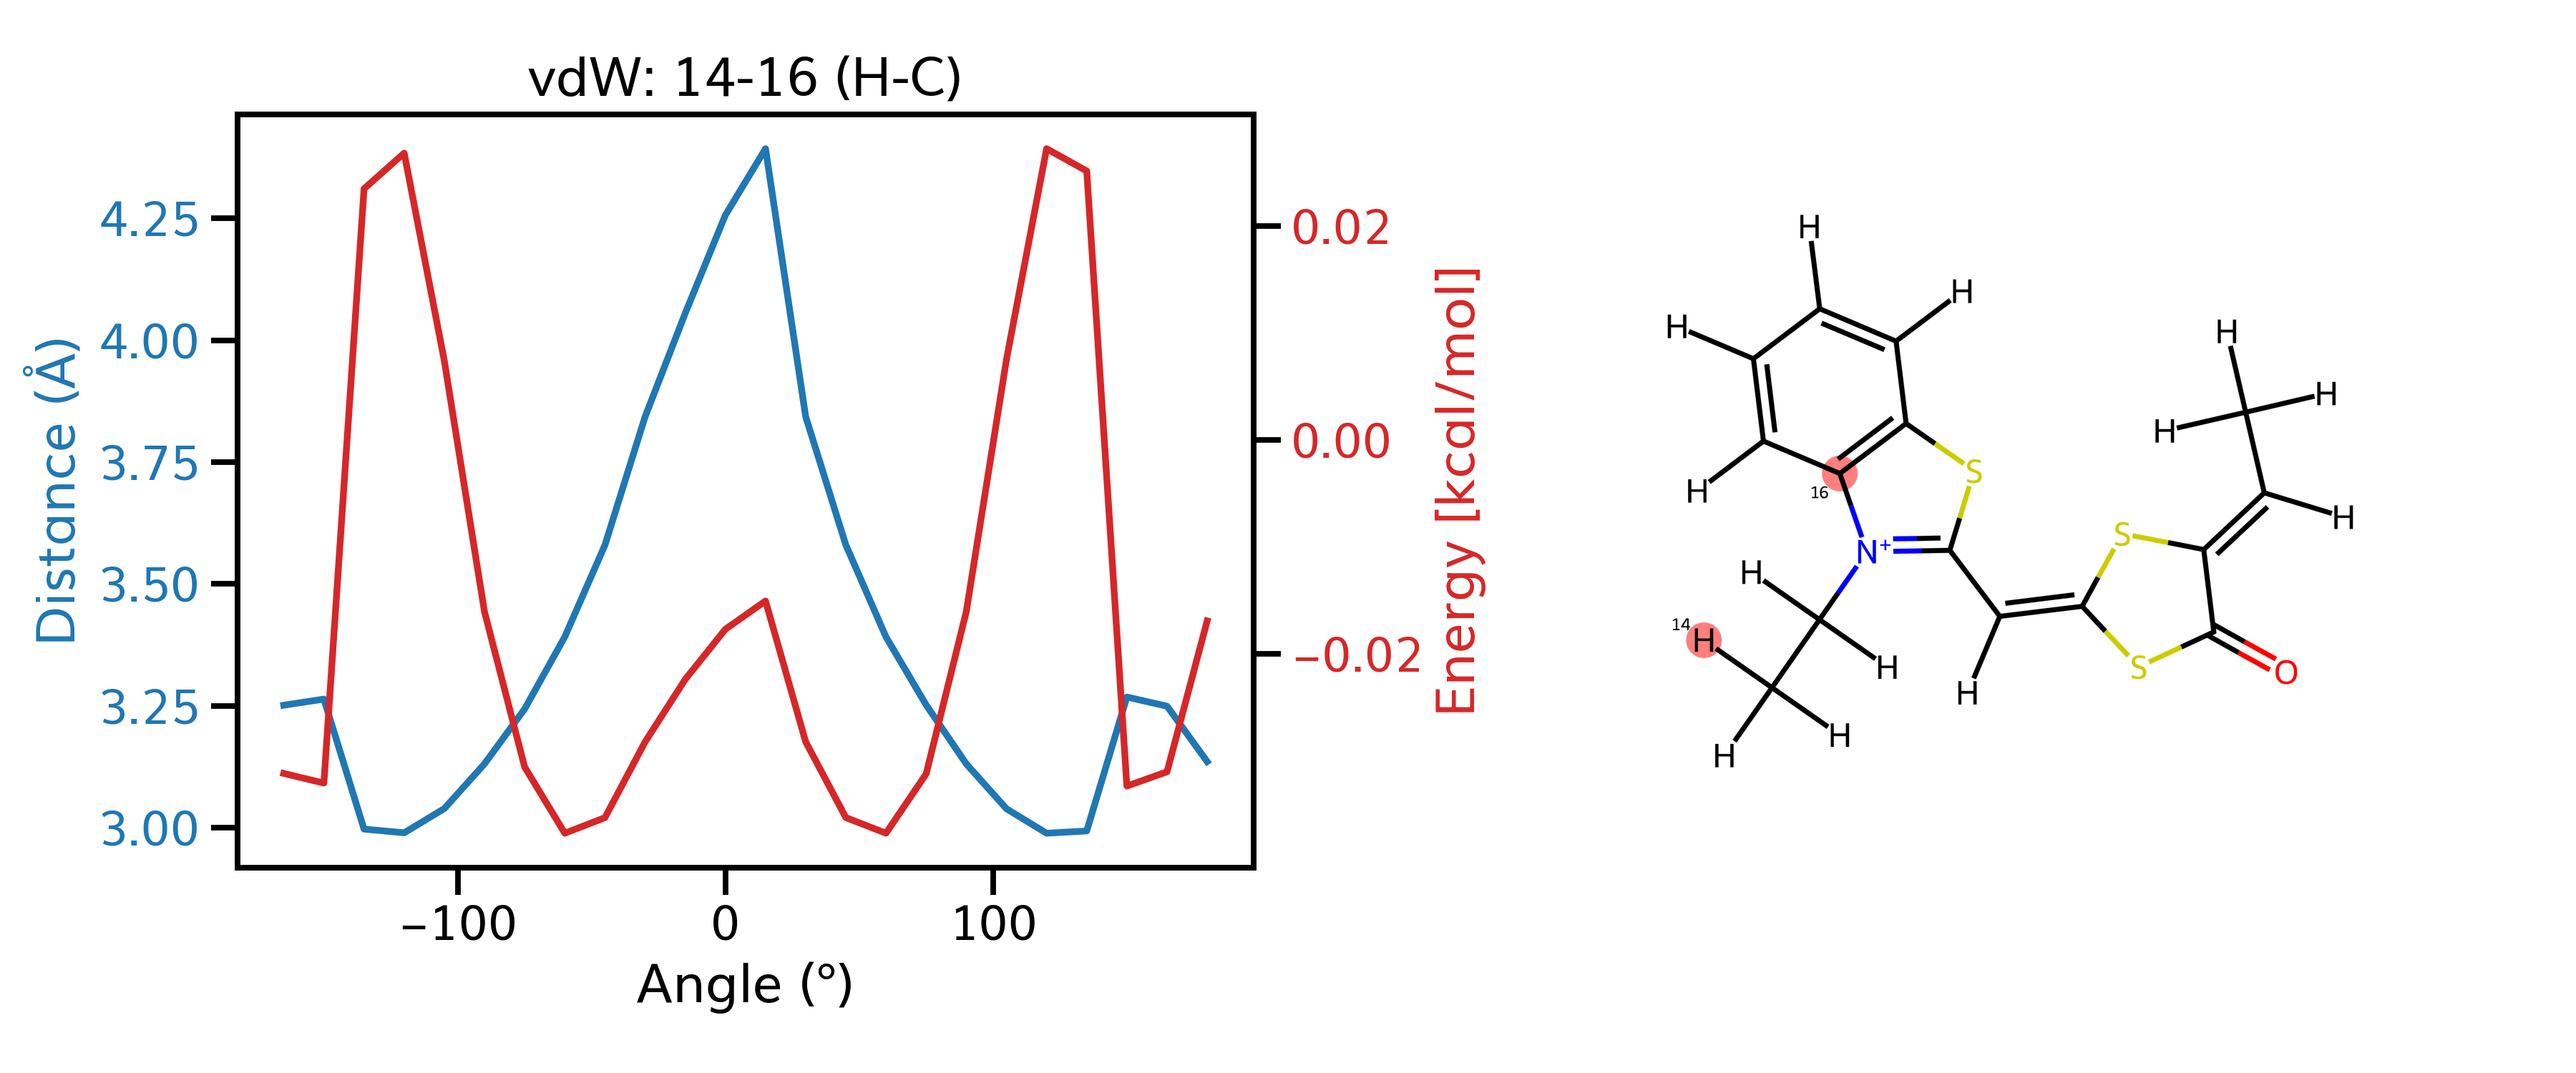 vdW: 14-16 (H-C)
Distance (Å)
4.25
4.00
3.75
3.50
3.25
3.00
−100
0
100
Angle (°)
0.02
0.00
−0.02
Energy [kcal/mol]
H
H
H
H
H
H
H
H
S
16
N+
S
H
14
H
H
S
O
H
H
H